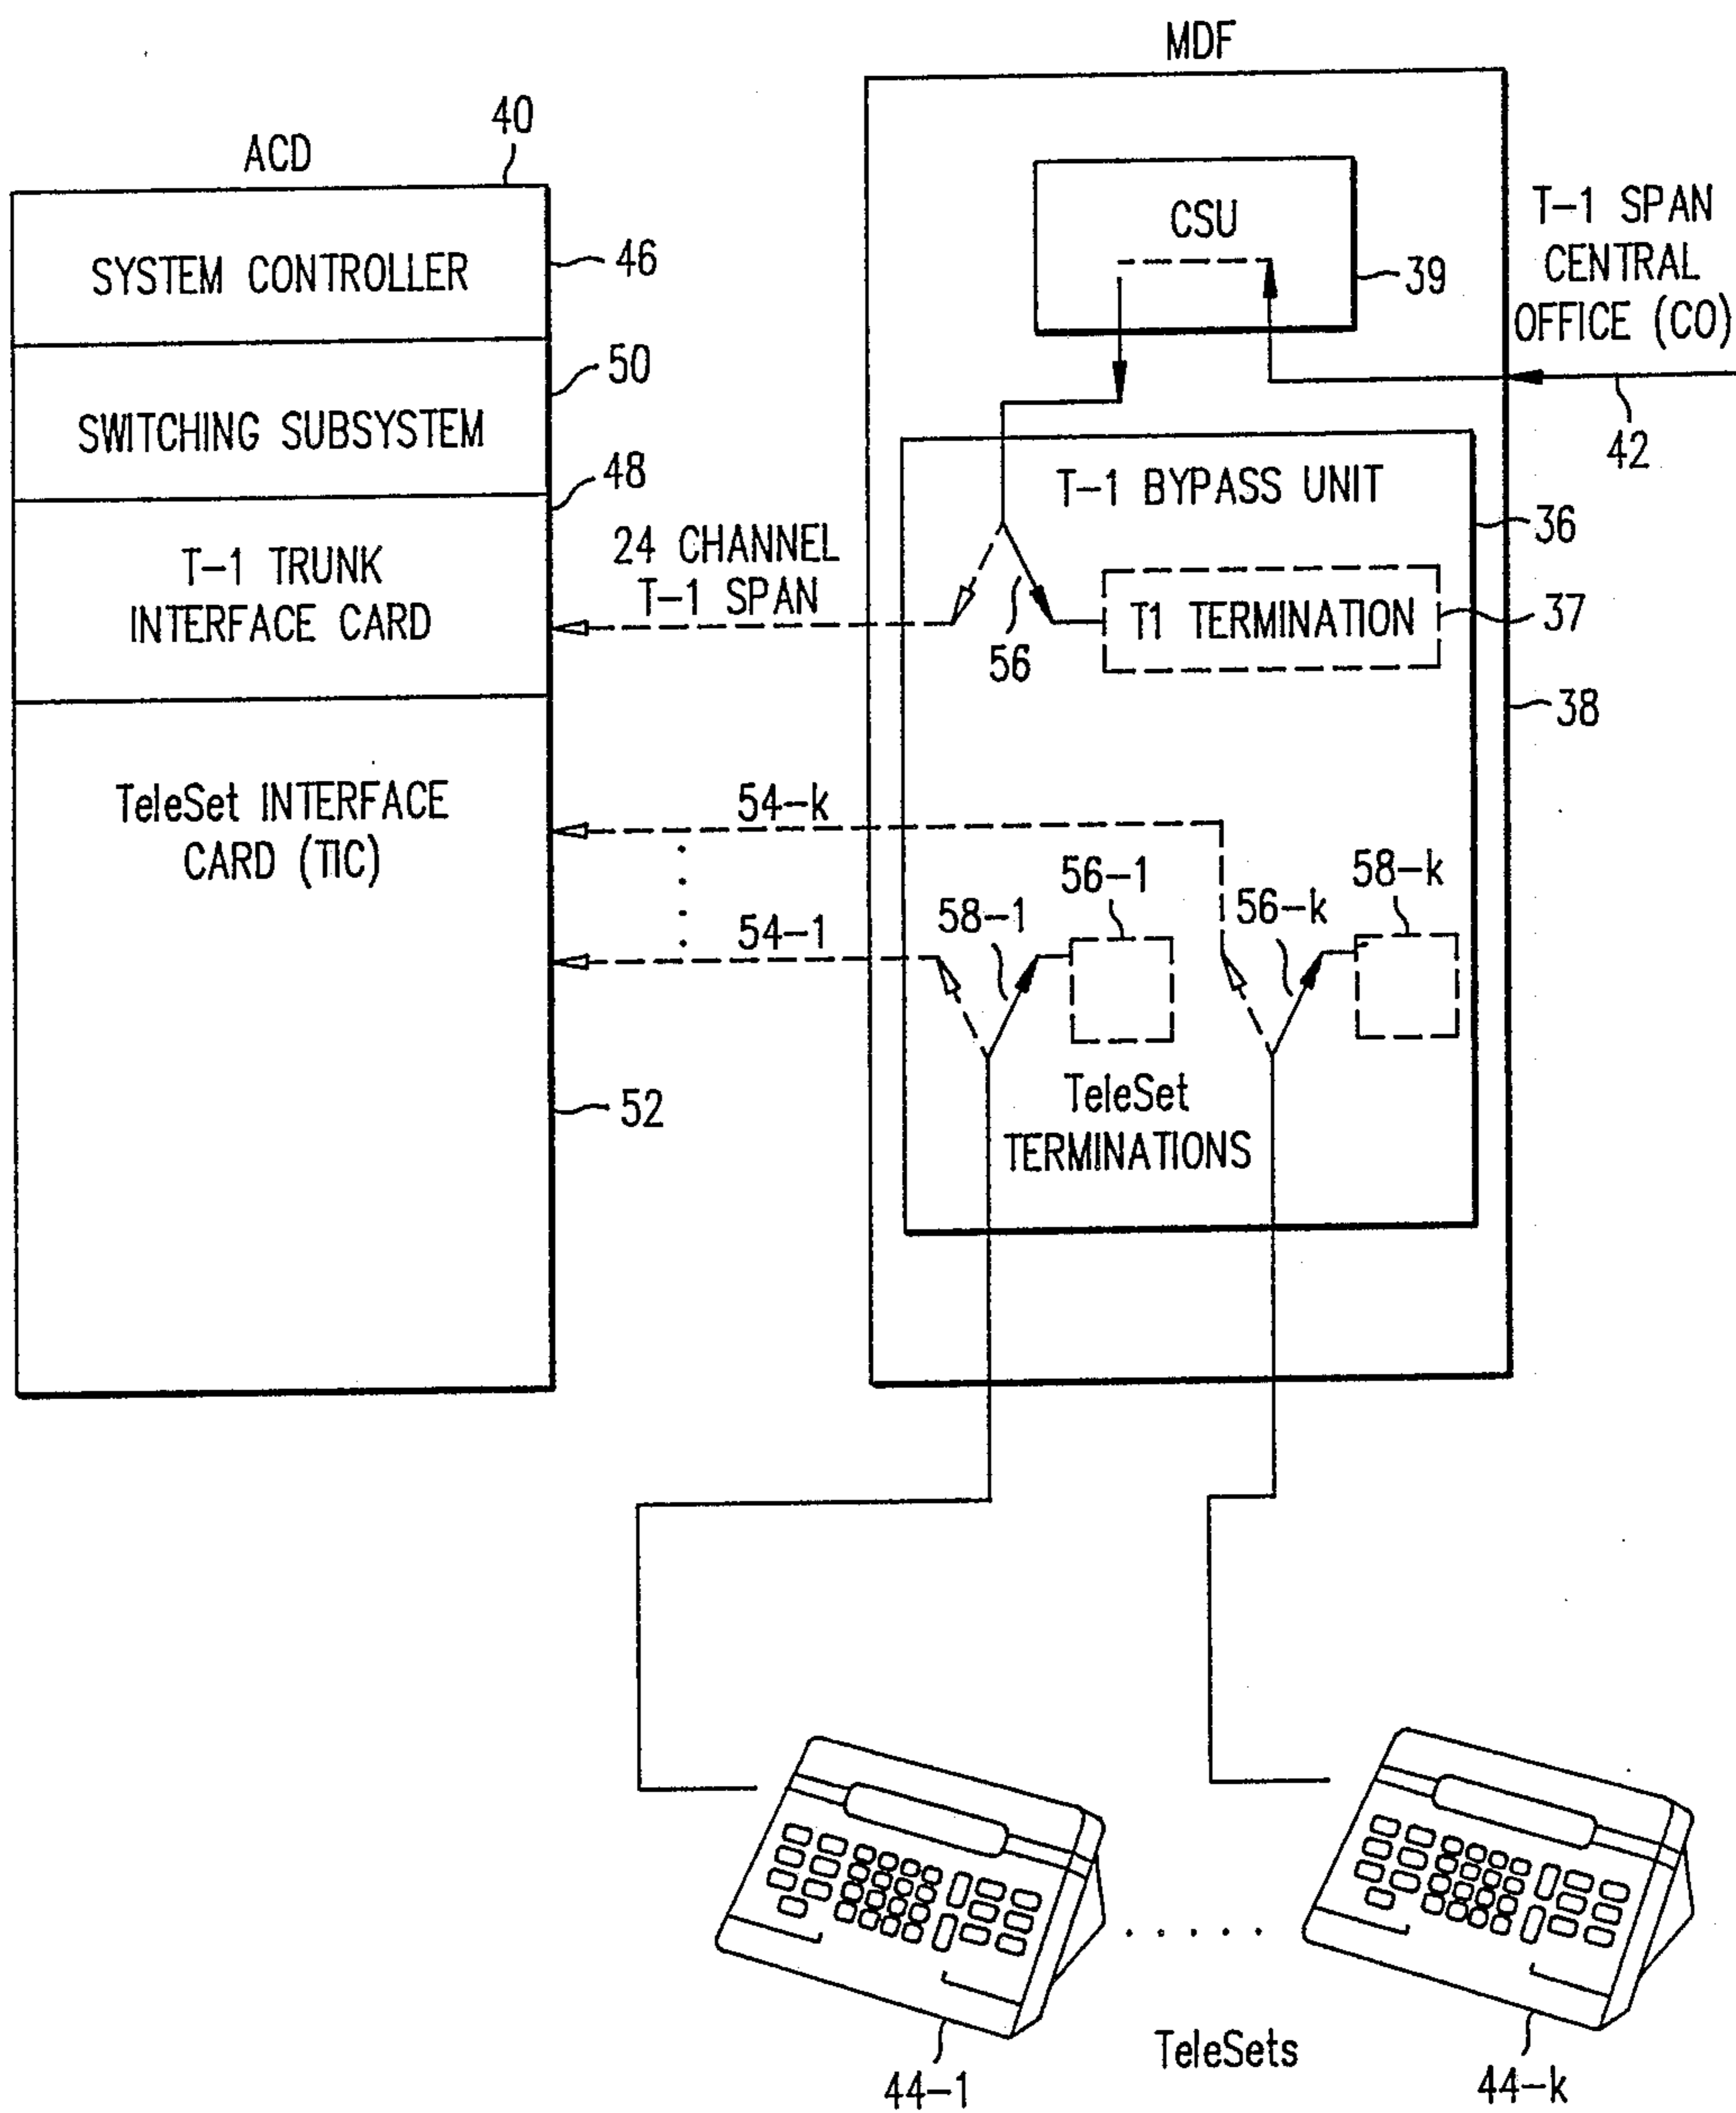 MDF
ACD
40
SYSTEM CONTROLLER
46
SWITCHING SUBSYSTEM
50
T-1 TRUNK
INTERFACE CARD
48
TeleSet INTERFACE
CARD (TIC)
52
CSU
39
T-1 SPAN
CENTRAL
OFFICE (CO)
42
T-1 BYPASS UNIT
36
24 CHANNEL
T-1 SPAN
56
T1 TERMINATION
37
38
54-k
54-1
58-1
56-1
56-k
58-k
TeleSet
TERMINATIONS
44-1
TeleSets
44-k